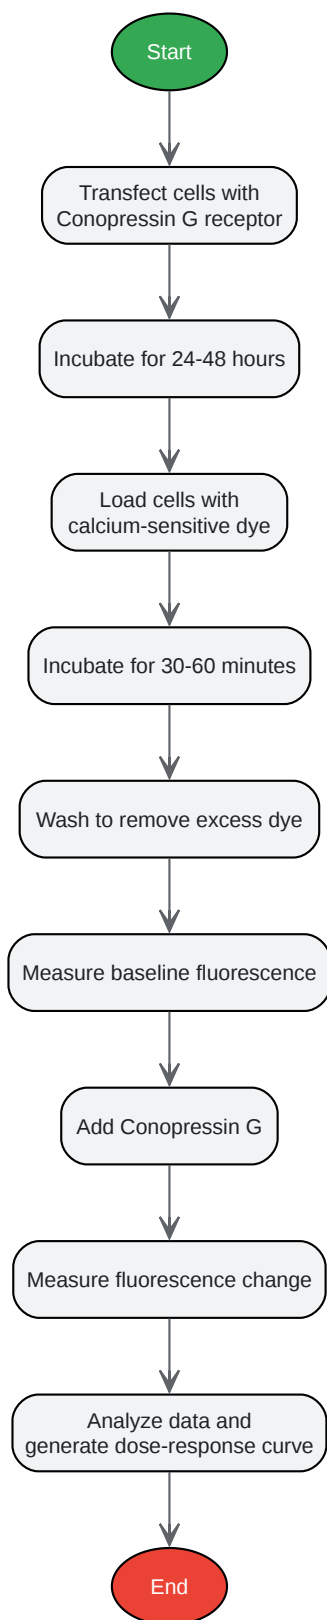 Start
Transfect cells with
Conopressin G receptor
Incubate for 24-48 hours
Load cells with
calcium-sensitive dye
Incubate for 30-60 minutes
Wash to remove excess dye
Measure baseline fluorescence
Add Conopressin G
Measure fluorescence change
Analyze data and
generate dose-response curve
End